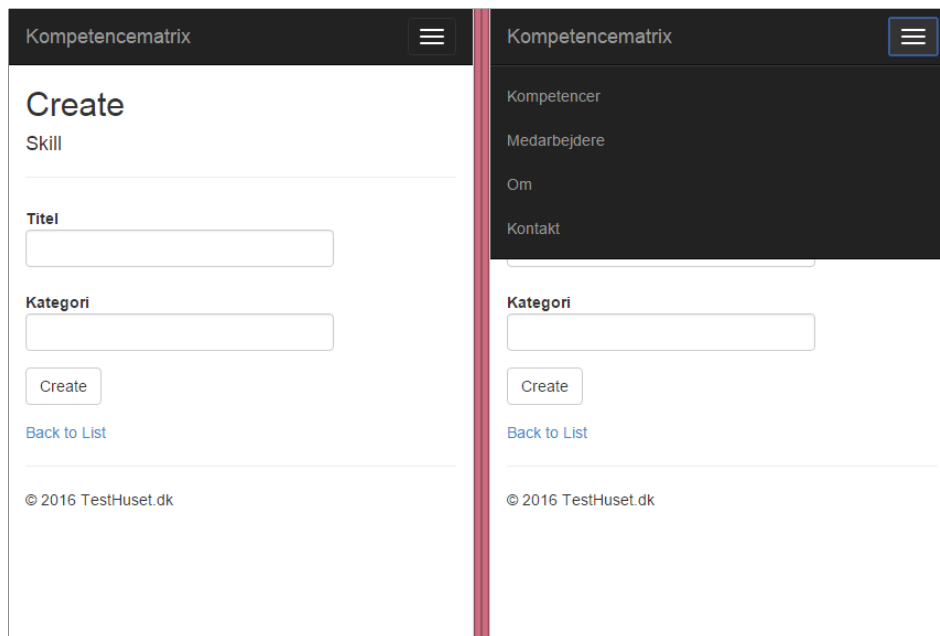 Kompetencematrix
Create
Skill
Titel
Kategori
Create
Back to List
© 2016 TestHuset.dk
Kompetencematrix
Kompetencer
Medarbejdere
Om
Kontakt
Kategori
Create
Back to List
© 2016 TestHuset.dk